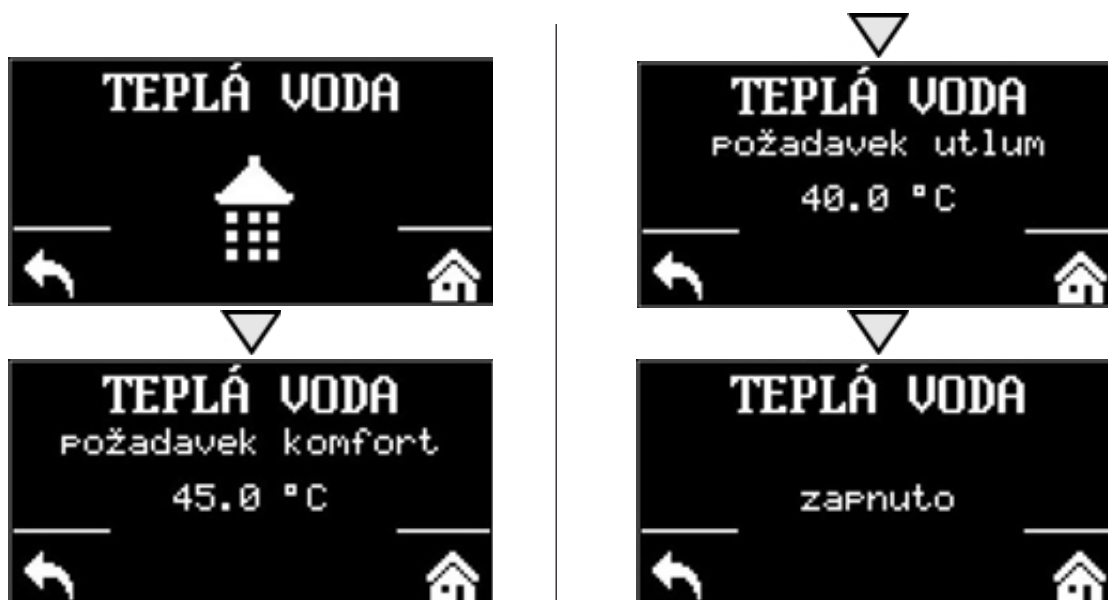 TEPLÁ VODA
TEPLÁ VODA
požadavek komfort
45.0 °C
TEPLÁ VODA
požadavek utlum
40.0 °C
TEPLÁ VODA
zapnuto